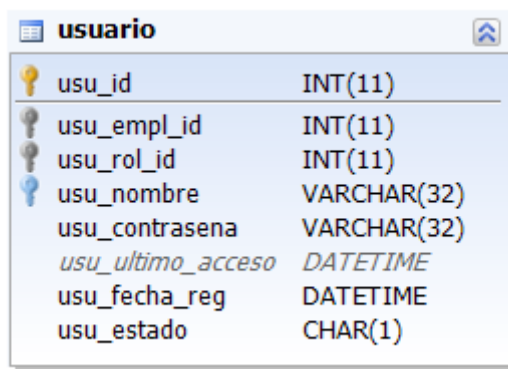 usuario
usu_id INT(11)
usu_empl_id INT(11)
usu_rol_id INT(11)
usu_nombre VARCHAR(32)
usu_contrasena VARCHAR(32)
usu_ultimo_acceso DATETIME
usu_fecha_reg DATETIME
usu_estado CHAR(1)